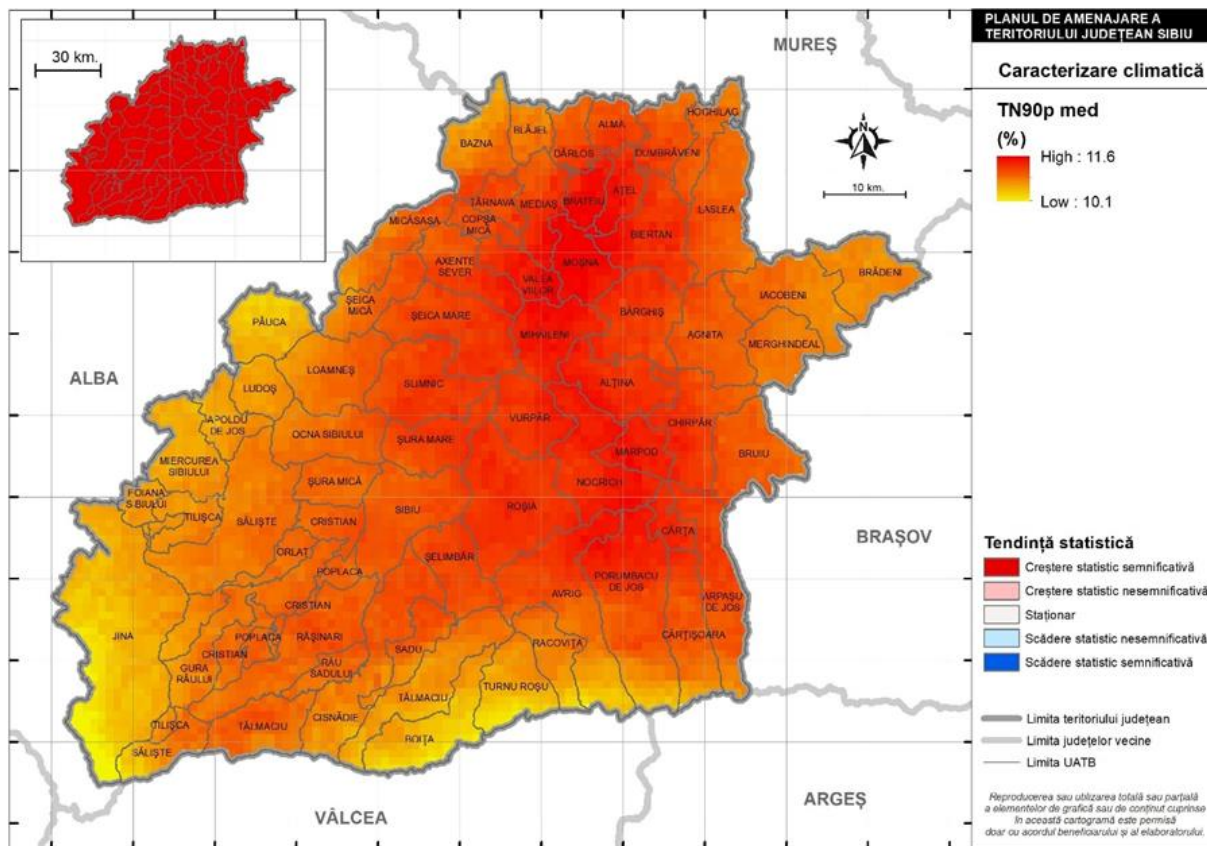 30 km.
PLANUL DE AMENAJARE A
TERITORIULUI JUDEȚEAN SIBIU
Caracterizare climatică
TN90p med
(%)
High : 11.6
Low : 10.1
N
10 km.
MUREȘ
ALBA
BRAȘOV
VÂLCEA
ARGEȘ
HOGHILAG
ALMA
BLĂJEL
BAZNA
DÂRLOS
DUMBRĂVENI
AȚEL
TÂRNAVA
MEDIAȘ
BRATEIU
LASLEA
MICĂSASA
COPȘA
MICĂ
BIERTAN
AXENTE
SEVER
MOȘNA
VALEA
VIILOR
BRĂDENI
IACOBENI
ȘEICA
MICĂ
ȘEICA MARE
BÂRGHIȘ
PĂUCA
MIHĂILENI
AGNITA
MERGHINDEAL
LOAMNEȘ
LUDOȘ
SLIMNIC
ALȚINA
APOLDU
DE JOS
VURPĂR
CHIRPĂR
OCNA SIBIULUI
ȘURA MARE
MARPOD
BRUIU
MIERCUREA
SIBIULUI
ȘURA MICĂ
NOCRICH
SIBIULUI
TILIȘCA
SĂLIȘTE
CRISTIAN
SIBIU
ROȘIA
CÂRȚA
ORLAT
ȘELIMBĂR
POPLACA
PORUMBACU
DE JOS
AVRIG
ARPAȘU
DE JOS
CRISTIAN
JINA
POPLACA
RĂȘINARI
CÂRȚIȘOARA
CRISTIAN
SADU
RACOVIȚA
GURA
RÂULUI
RÂU
SADULUI
TĂLMACIU
TURNU ROȘU
TILIȘCA
TĂLMACIU
CISNĂDIE
BOIȚA
SĂLIȘTE
Tendință statistică
Creștere statistic semnificativă
Creștere statistic nesemnificativă
Staționar
Scădere statistic nesemnificativă
Scădere statistic semnificativă
Limita teritoriului județean
Limita județelor vecine
Limita UATB
Reproducerea sau utilizarea totală sau parțială
a elementelor de grafică sau de conținut cuprinse
în această cartogramă este permisă
doar cu acordul beneficiarului și al elaboratorului.